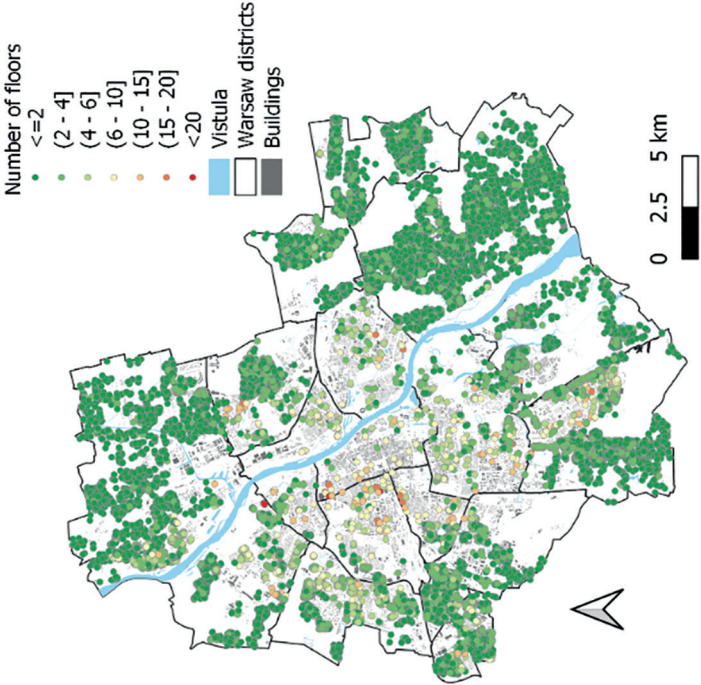 Number of floors
<=2
(2 - 4]
(4 - 6]
(6 - 10]
(10 - 15]
(15 - 20]
<20
Vistula
Warsaw districts
Buildings
0 2.5 5 km